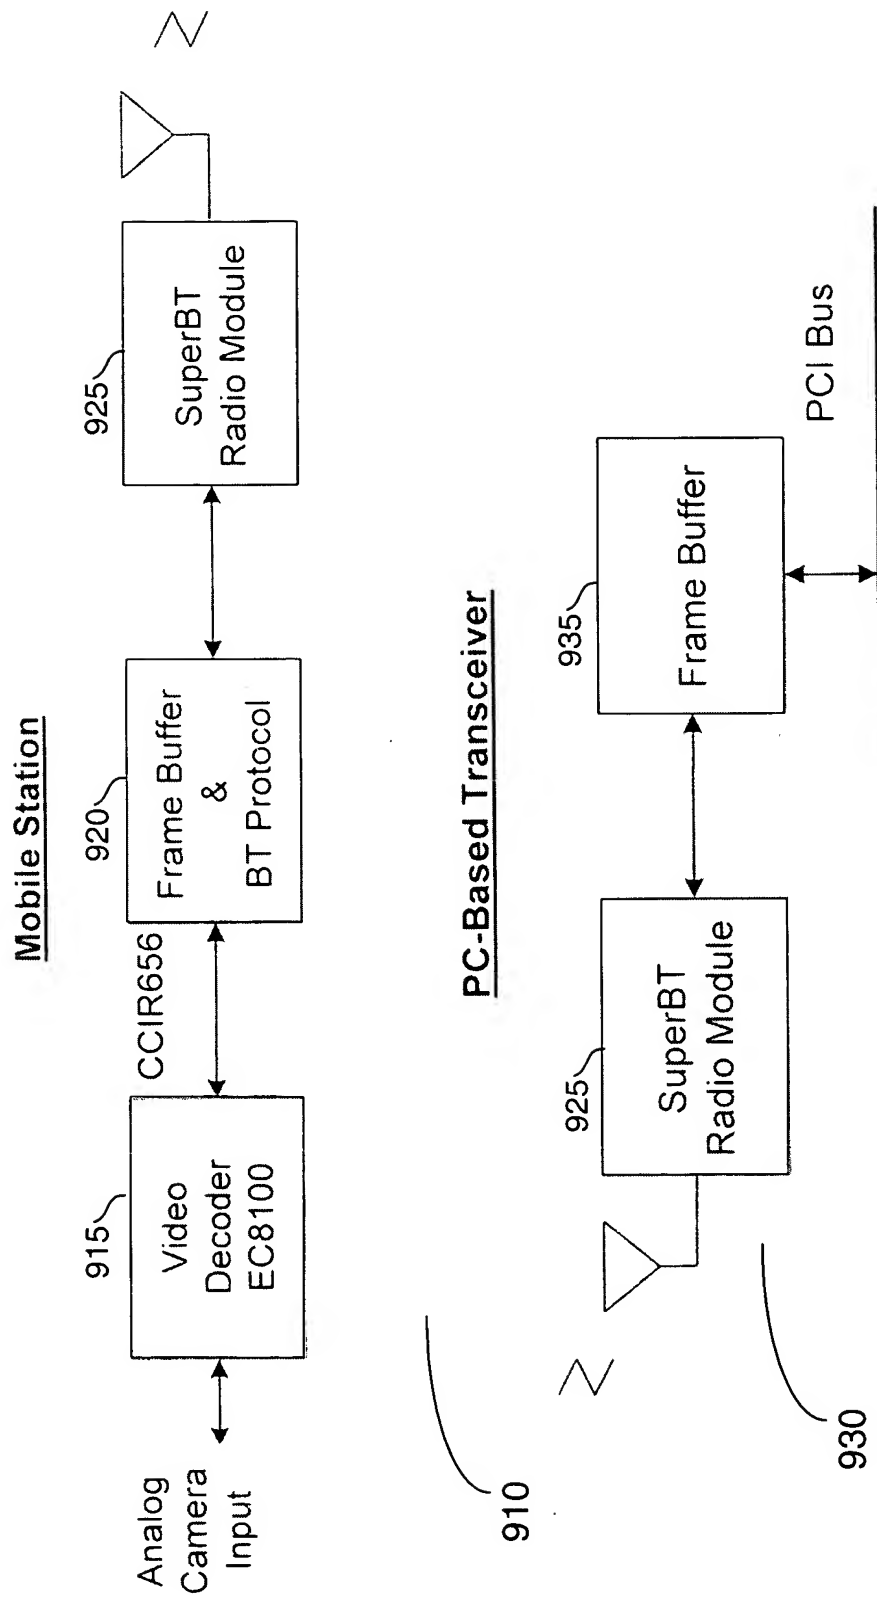 Mobile Station
Analog
Camera
Input
915
Video
Decoder
EC8100
CCIR656
920
Frame Buffer
&
BT Protocol
925
SuperBT
Radio Module
910
PC-Based Transceiver
925
SuperBT
Radio Module
935
Frame Buffer
PCI Bus
930